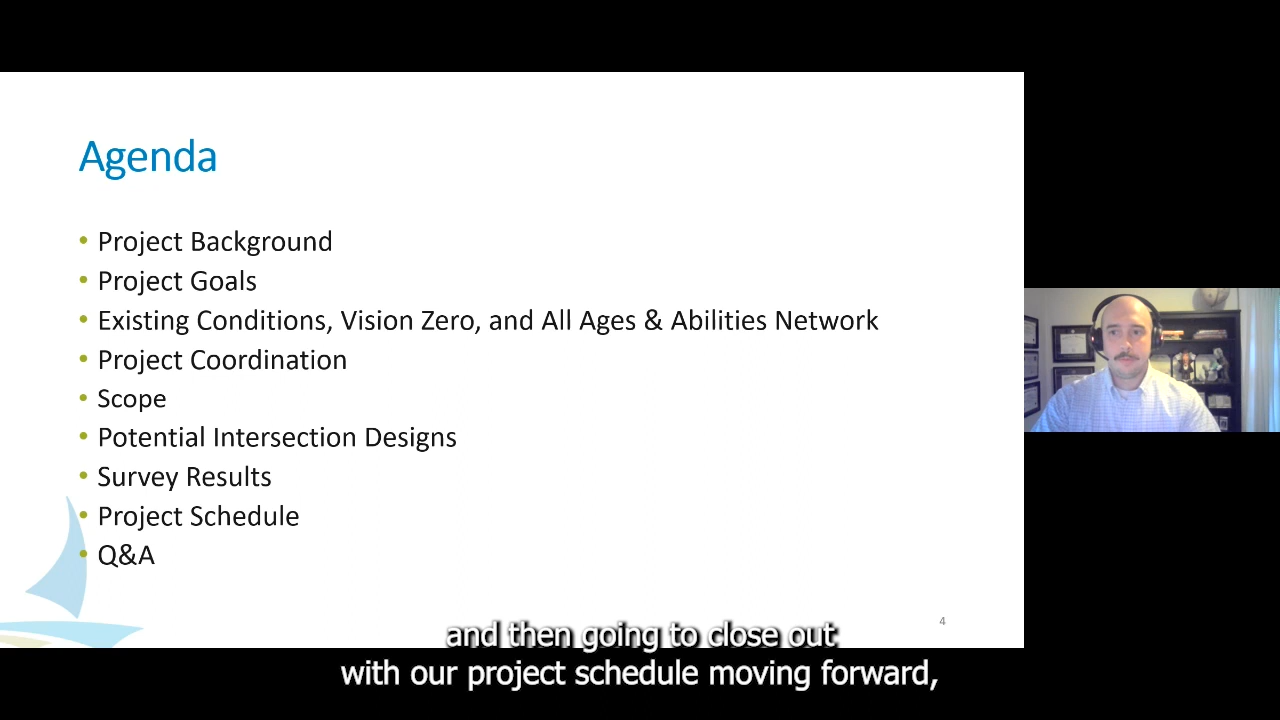 Agenda
• Project Background
• Project Goals
• Existing Conditions, Vision Zero, and All Ages & Abilities Network
• Project Coordination
• Scope
• Potential Intersection Designs
• Survey Results
• Project Schedule
• Q&A
4
and then going to close out
with our project schedule moving forward,